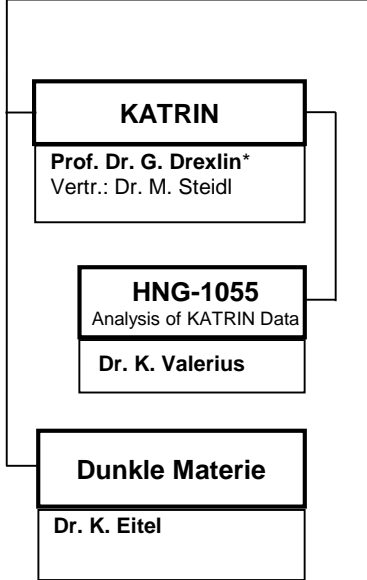 KATRIN
Prof. Dr. G. Drexlin*
Vertr.: Dr. M. Steidl
HNG-1055
Analysis of KATRIN Data
Dr. K. Valerius
Dunkle Materie
Dr. K. Eitel